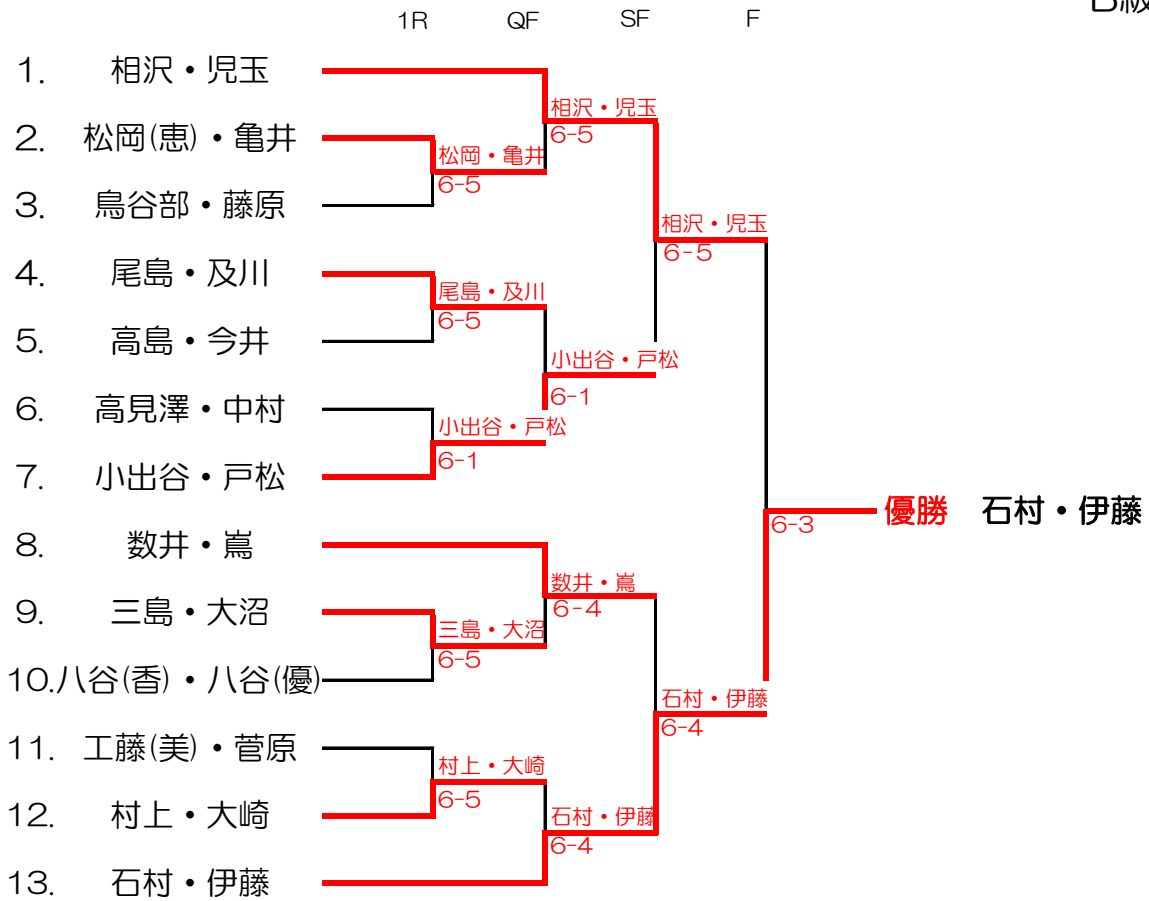 B級
1R QF SF F
1. 相沢・児玉
相沢・児玉
6-5
2. 松岡(恵)・亀井
松岡・亀井
6-5
3. 鳥谷部・藤原
相沢・児玉
6-5
4. 尾島・及川
尾島・及川
6-5
5. 高島・今井
小出谷・戸松
6-1
6. 高見澤・中村
小出谷・戸松
6-1
7. 小出谷・戸松
優勝 石村・伊藤
6-3
8. 数井・嶌
数井・嶌
6-4
9. 三島・大沼
三島・大沼
6-5
10.八谷(香)・八谷(優)
石村・伊藤
6-4
11. 工藤(美)・菅原
村上・大崎
6-5
12. 村上・大崎
石村・伊藤
6-4
13. 石村・伊藤